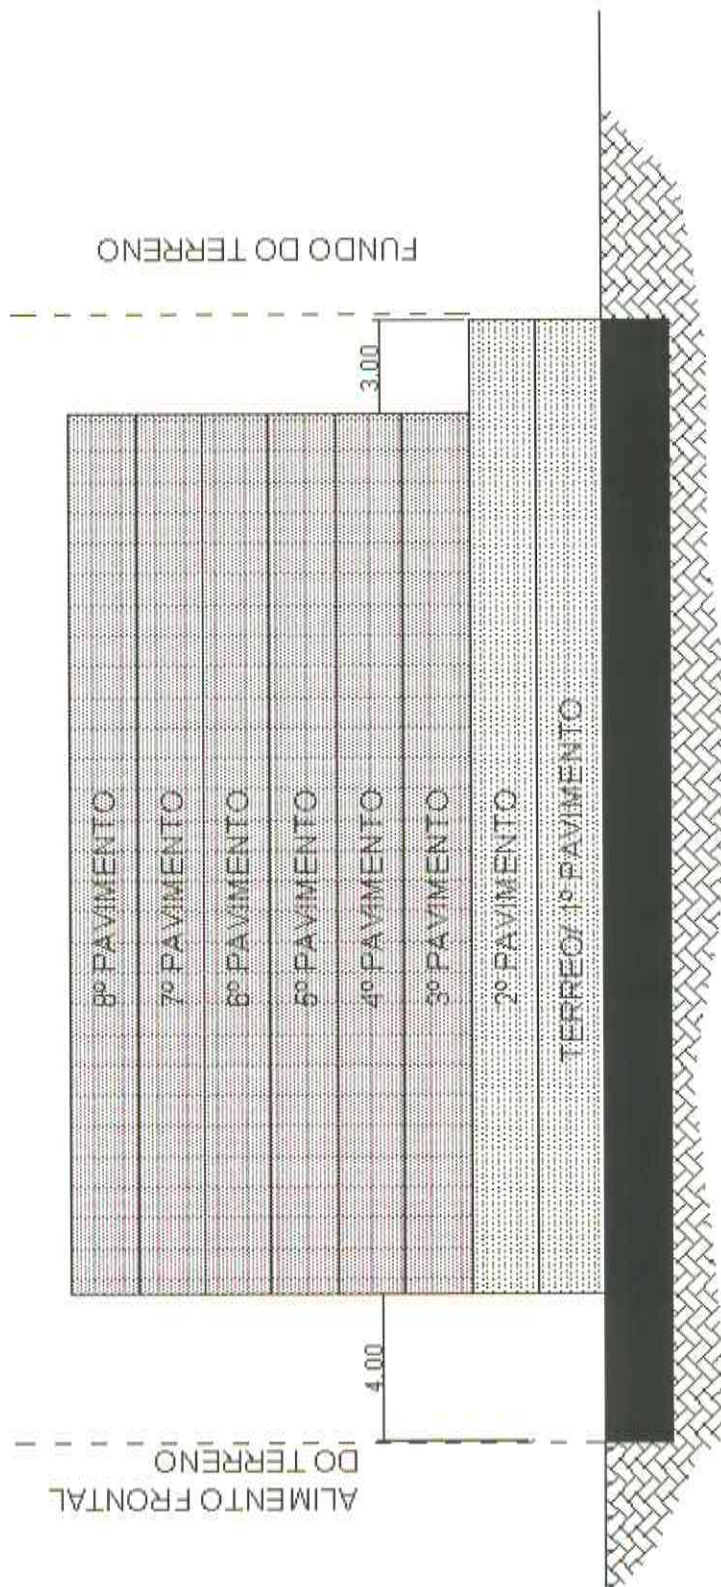 ALIMENTO FRONTAL
DO TERRENO
4.00
8º PAVIMENTO
7º PAVIMENTO
6º PAVIMENTO
5º PAVIMENTO
4º PAVIMENTO
3º PAVIMENTO
2º PAVIMENTO
TERREO/ 1º PAVIMENTO
3.00
FUNDO DO TERRENO